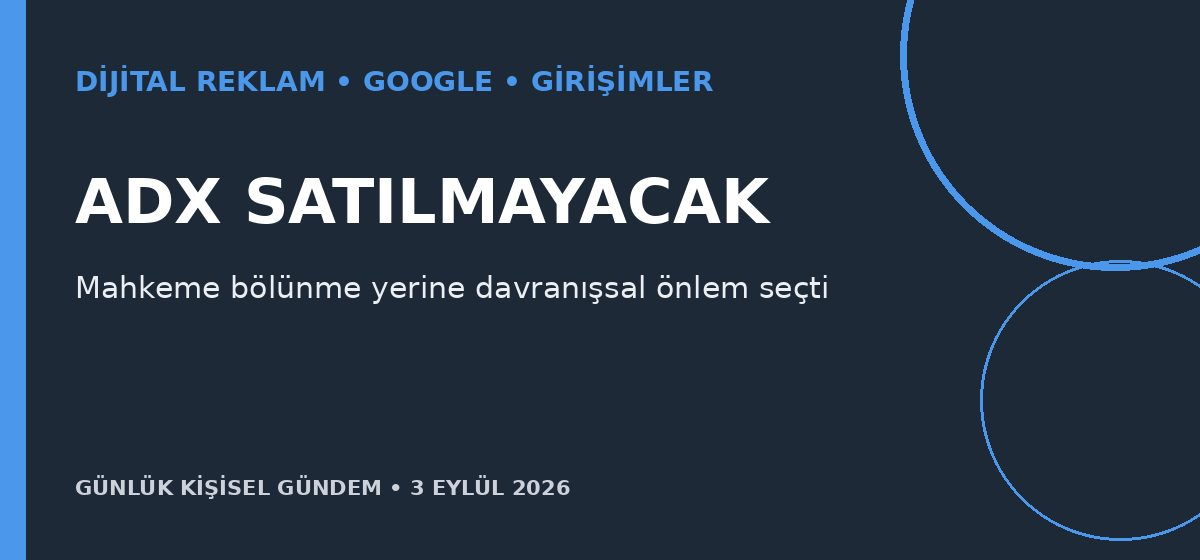 DİJİTAL REKLAM • GOOGLE • GİRİŞİMLER
ADX SATILMAYACAK
Mahkeme bölünme yerine davranışsal önlem seçti
GÜNLÜK KİŞİSEL GÜNDEM • 3 EYLÜL 2026